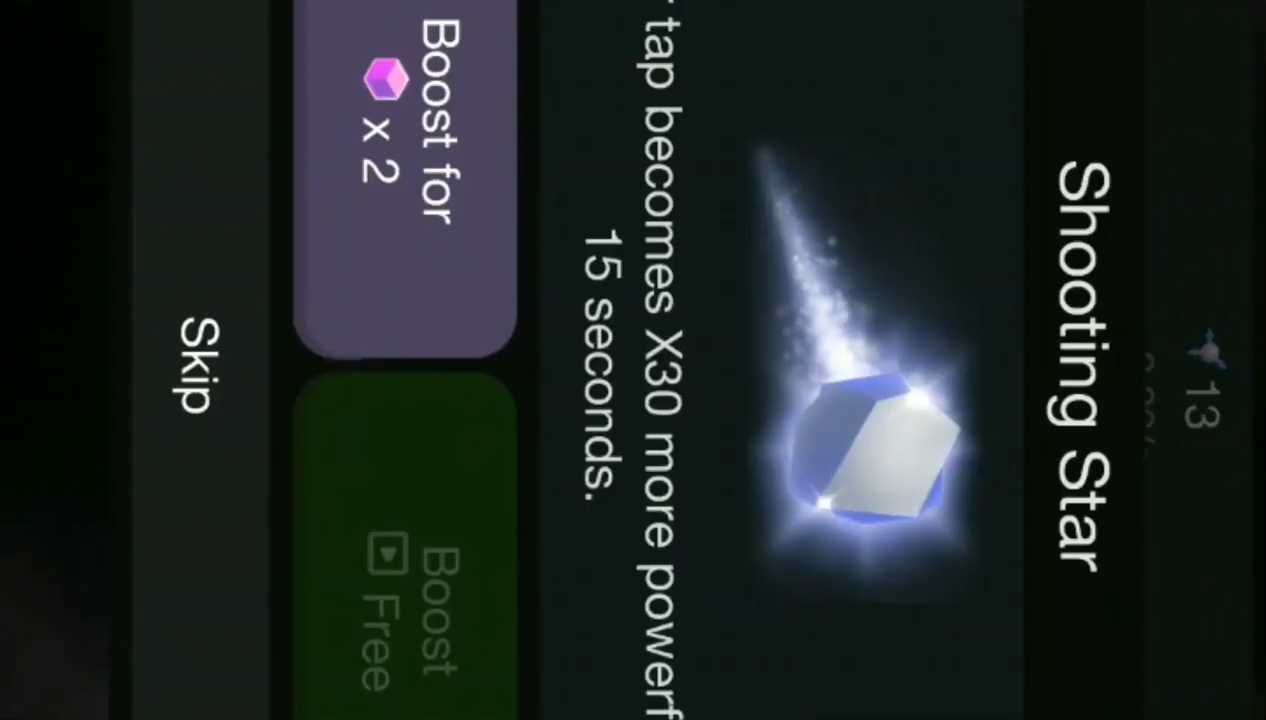 13
Shooting Star
tap becomes X30 more powerf
15 seconds.
Boost for
x 2
Boost
Free
Skip